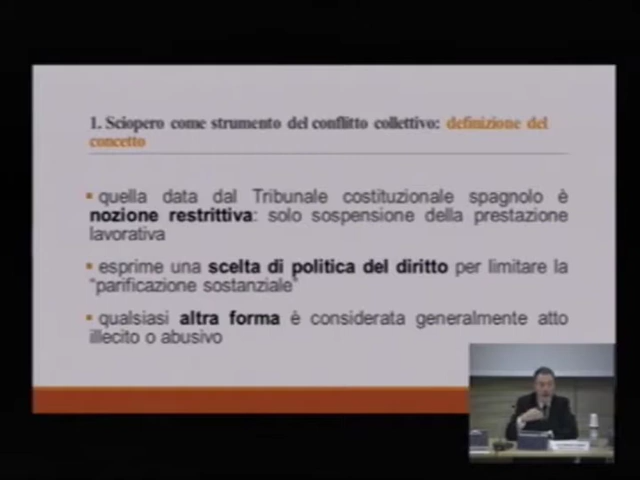 1. Sciopero come strumento del conflitto collettivo: definizione del
concetto
quella data dal Tribunale costituzionale spagnolo è
nozione restrittiva: solo sospensione della prestazione
lavorativa
esprime una scelta di politica del diritto per limitare la
“parificazione sostanziale”
qualsiasi altra forma è considerata generalmente atto
illecito o abusivo